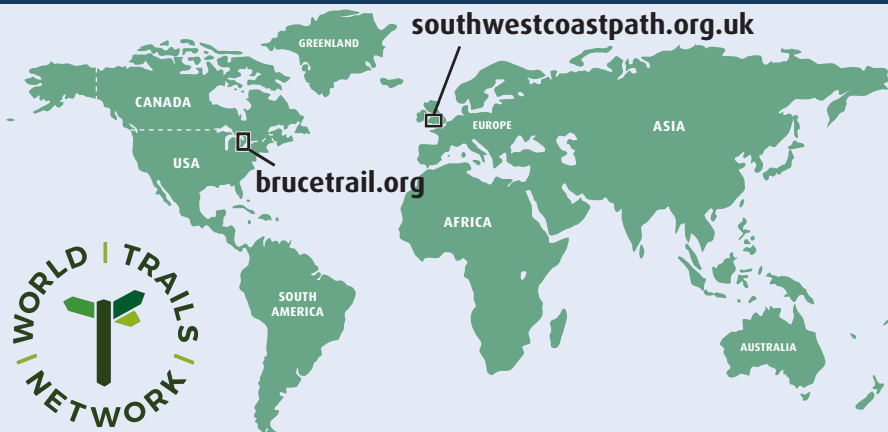 southwestcoastpath.org.uk
GREENLAND
CANADA
EUROPE
ASIA
USA
brucetrail.org
AFRICA
WORLD TRAILS
NETWORK
SOUTH
AMERICA
AUSTRALIA